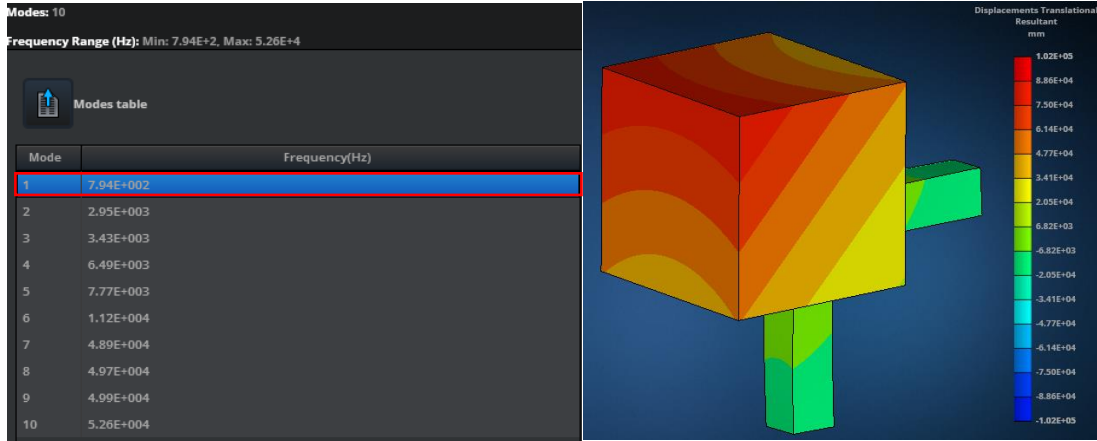 Modes: 10
Frequency Range (Hz): Min: 7.94E+2, Max: 5.26E+4
Modes table
Mode Frequency(Hz)
1 7.94E+002
2 2.95E+003
3 3.43E+003
4 6.49E+003
5 7.77E+003
6 1.12E+004
7 4.89E+004
8 4.97E+004
9 4.99E+004
10 5.26E+004
Displacements Translational
Resultant
mm
1.02E+05
8.86E+04
7.50E+04
6.14E+04
4.77E+04
3.41E+04
2.05E+04
6.82E+03
-6.82E+03
-2.05E+04
-3.41E+04
-4.77E+04
-6.14E+04
-7.50E+04
-8.86E+04
-1.02E+05